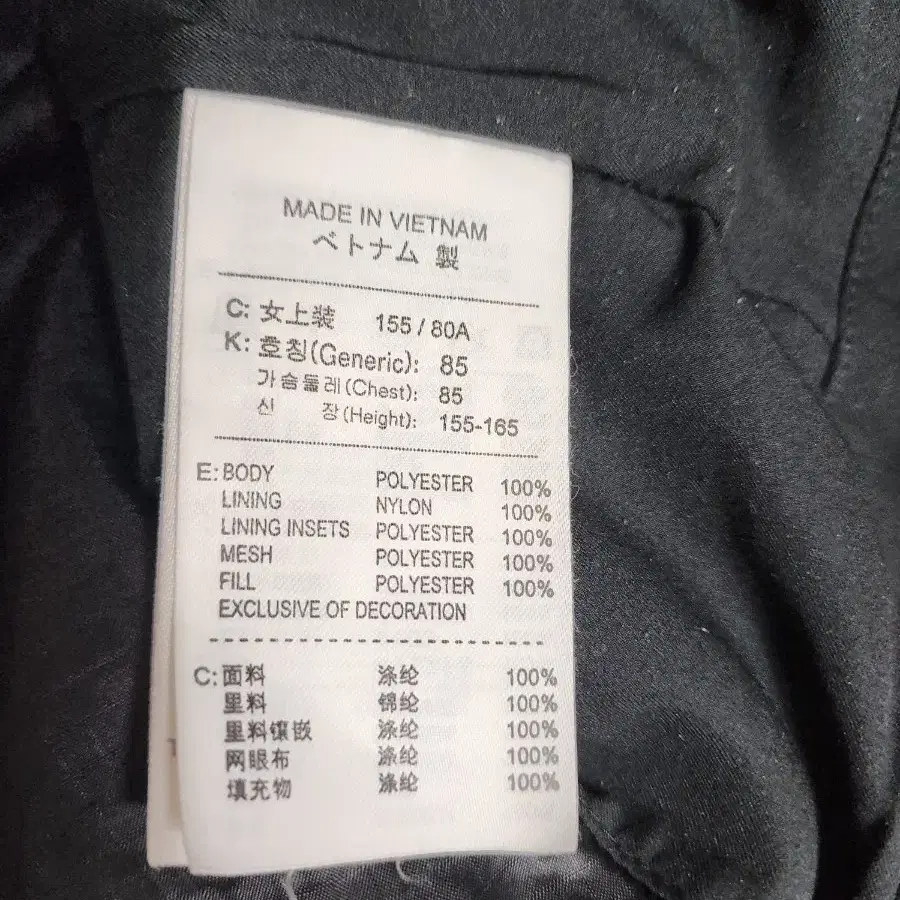 MADE IN VIETNAM
ベトナム 製
C: 女上装 155 / 80A
K: 호칭(Generic): 85
가슴둘레(Chest): 85
신 장(Height): 155-165
E: BODY POLYESTER 100%
LINING NYLON 100%
LINING INSETS POLYESTER 100%
MESH POLYESTER 100%
FILL POLYESTER 100%
EXCLUSIVE OF DECORATION
C: 面料 涤纶 100%
里料 锦纶 100%
里料镶嵌 涤纶 100%
网眼布 涤纶 100%
填充物 涤纶 100%